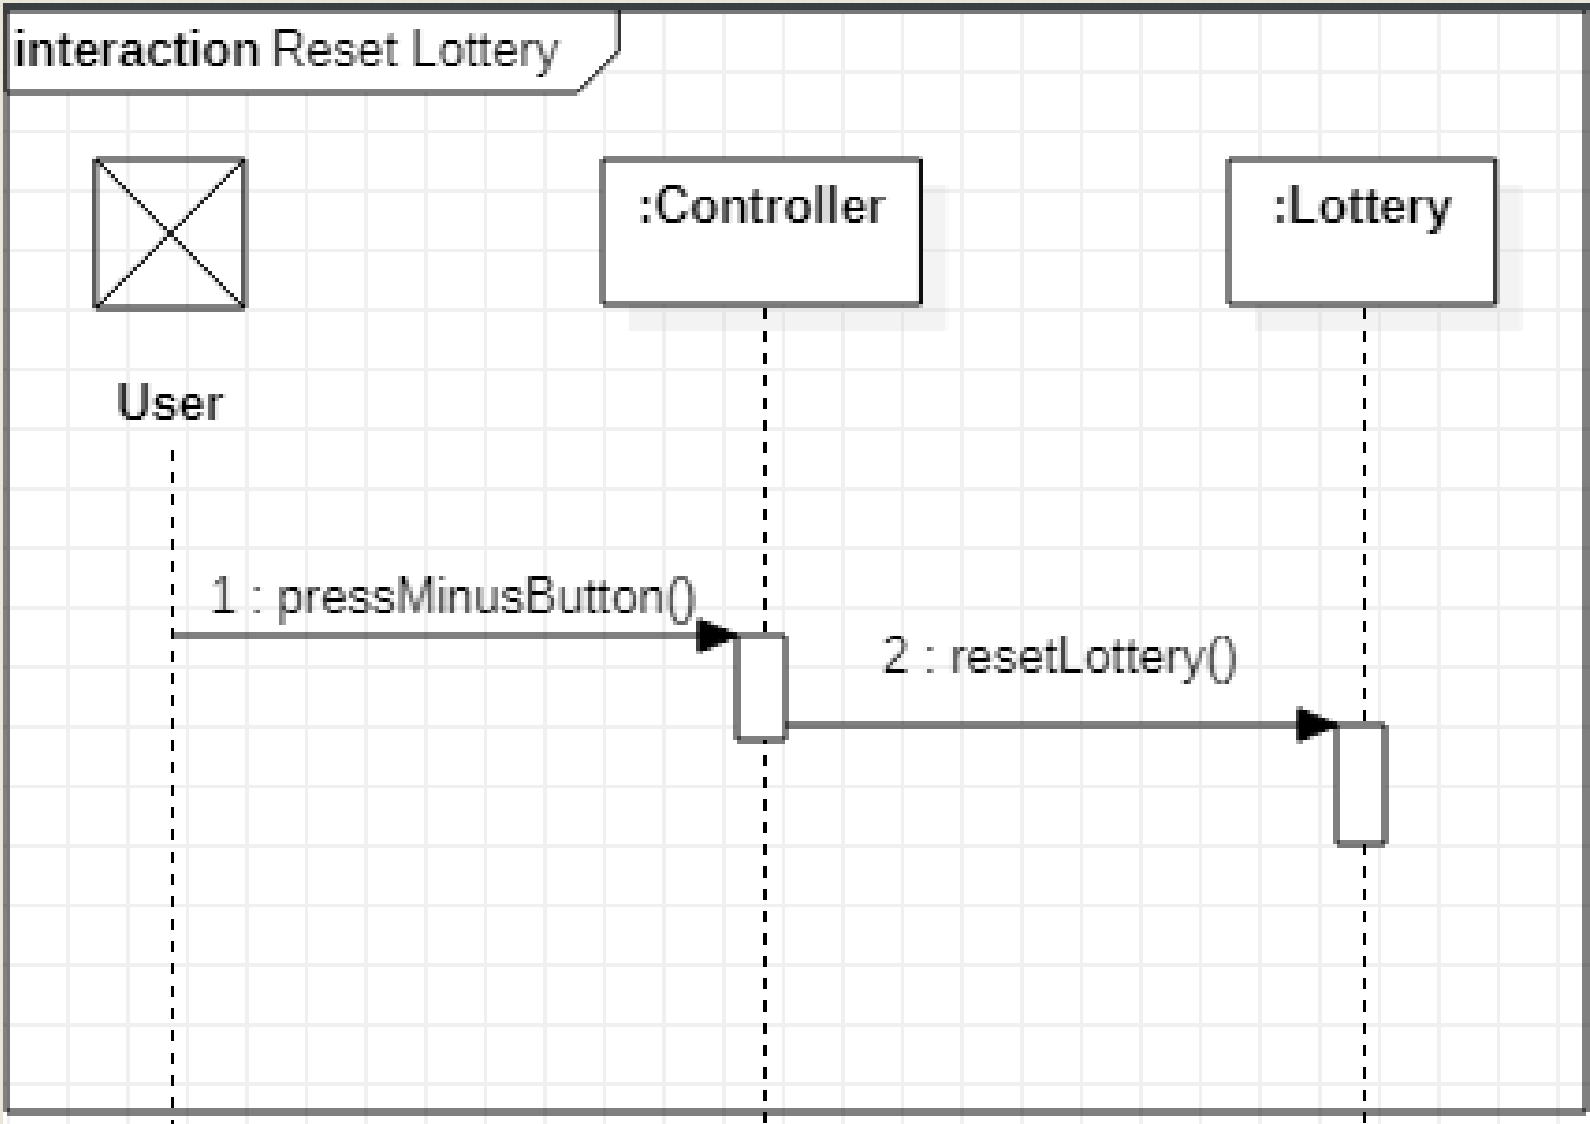 interaction Reset Lottery
:Controller
:Lottery
User
1 : pressMinusButton()
2 : resetLottery()